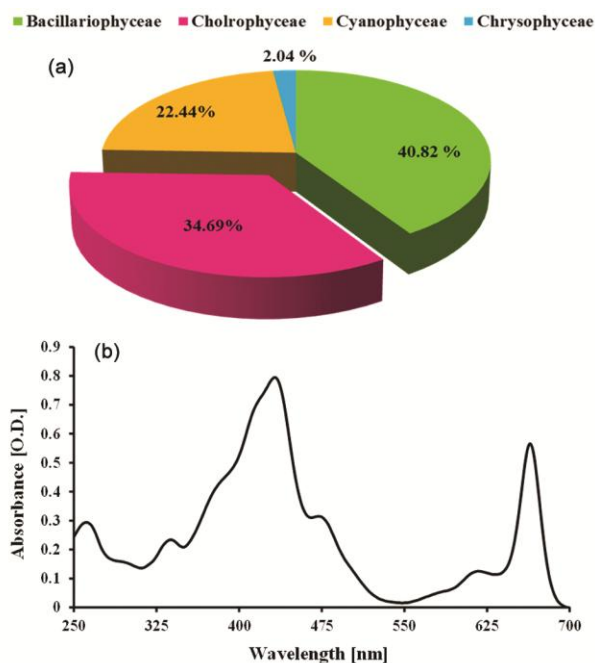 Bacillariophyceae Cholrophyceae Cyanophyceae Chrysophyceae
(a)
2.04 %
22.44%
40.82 %
34.69%
(b)
0.9
0.8
0.7
0.6
0.5
0.4
0.3
0.2
0.1
0
Absorbance [O.D.]
250 325 400 475 550 625 700
Wavelength [nm]